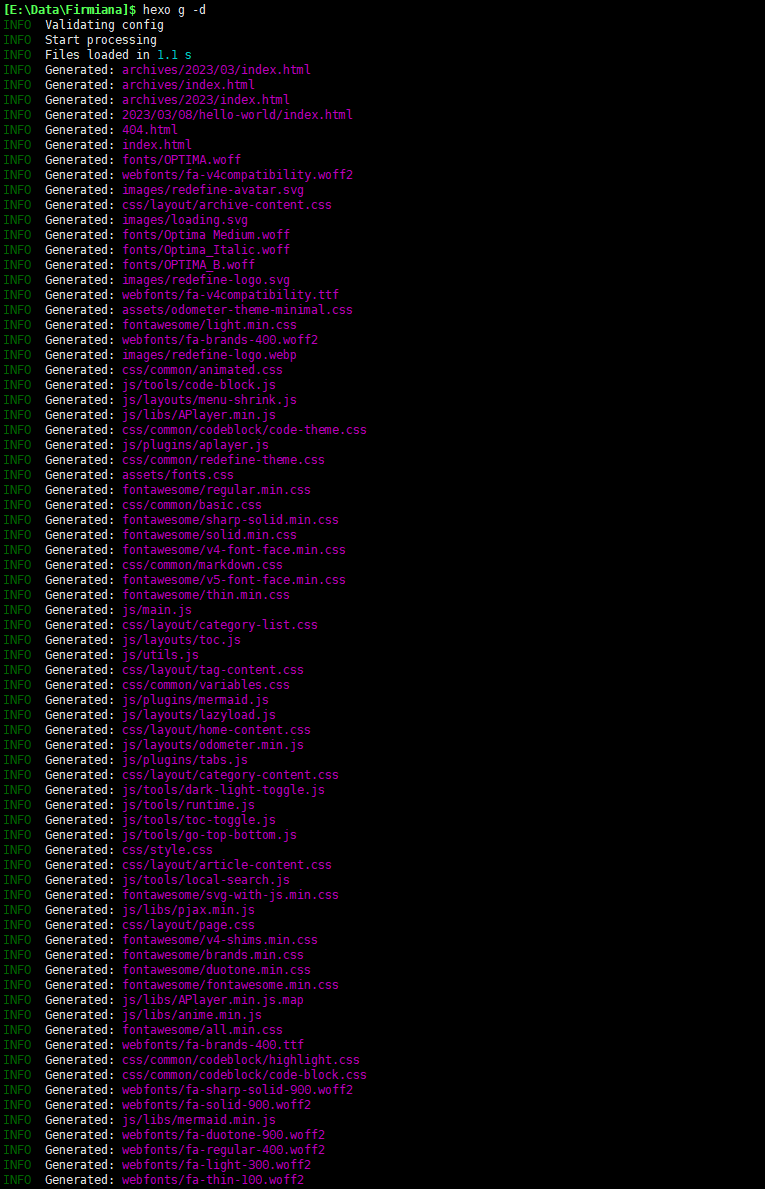 [E:\Data\Firmiana]$ hexo g -d
INFO  Validating config
INFO  Start processing
INFO  Files loaded in 1.1 s
INFO  Generated: archives/2023/03/index.html
INFO  Generated: archives/index.html
INFO  Generated: archives/2023/index.html
INFO  Generated: 2023/03/08/hello-world/index.html
INFO  Generated: 404.html
INFO  Generated: index.html
INFO  Generated: fonts/OPTIMA.woff
INFO  Generated: webfonts/fa-v4compatibility.woff2
INFO  Generated: images/redefine-avatar.svg
INFO  Generated: css/layout/archive-content.css
INFO  Generated: images/loading.svg
INFO  Generated: fonts/Optima Medium.woff
INFO  Generated: fonts/Optima_Italic.woff
INFO  Generated: fonts/OPTIMA_B.woff
INFO  Generated: images/redefine-logo.svg
INFO  Generated: webfonts/fa-v4compatibility.ttf
INFO  Generated: assets/odometer-theme-minimal.css
INFO  Generated: fontawesome/light.min.css
INFO  Generated: webfonts/fa-brands-400.woff2
INFO  Generated: images/redefine-logo.webp
INFO  Generated: css/common/animated.css
INFO  Generated: js/tools/code-block.js
INFO  Generated: js/layouts/menu-shrink.js
INFO  Generated: js/libs/APlayer.min.js
INFO  Generated: css/common/codeblock/code-theme.css
INFO  Generated: js/plugins/aplayer.js
INFO  Generated: css/common/redefine-theme.css
INFO  Generated: assets/fonts.css
INFO  Generated: fontawesome/regular.min.css
INFO  Generated: css/common/basic.css
INFO  Generated: fontawesome/sharp-solid.min.css
INFO  Generated: fontawesome/solid.min.css
INFO  Generated: fontawesome/v4-font-face.min.css
INFO  Generated: css/common/markdown.css
INFO  Generated: fontawesome/v5-font-face.min.css
INFO  Generated: fontawesome/thin.min.css
INFO  Generated: js/main.js
INFO  Generated: css/layout/category-list.css
INFO  Generated: js/layouts/toc.js
INFO  Generated: js/utils.js
INFO  Generated: css/layout/tag-content.css
INFO  Generated: css/common/variables.css
INFO  Generated: js/plugins/mermaid.js
INFO  Generated: js/layouts/lazyload.js
INFO  Generated: css/layout/home-content.css
INFO  Generated: js/layouts/odometer.min.js
INFO  Generated: js/plugins/tabs.js
INFO  Generated: css/layout/category-content.css
INFO  Generated: js/tools/dark-light-toggle.js
INFO  Generated: js/tools/runtime.js
INFO  Generated: js/tools/toc-toggle.js
INFO  Generated: js/tools/go-top-bottom.js
INFO  Generated: css/style.css
INFO  Generated: css/layout/article-content.css
INFO  Generated: js/tools/local-search.js
INFO  Generated: fontawesome/svg-with-js.min.css
INFO  Generated: js/libs/pjax.min.js
INFO  Generated: css/layout/page.css
INFO  Generated: fontawesome/v4-shims.min.css
INFO  Generated: fontawesome/brands.min.css
INFO  Generated: fontawesome/duotone.min.css
INFO  Generated: fontawesome/fontawesome.min.css
INFO  Generated: js/libs/APlayer.min.js.map
INFO  Generated: js/libs/anime.min.js
INFO  Generated: fontawesome/all.min.css
INFO  Generated: webfonts/fa-brands-400.ttf
INFO  Generated: css/common/codeblock/highlight.css
INFO  Generated: css/common/codeblock/code-block.css
INFO  Generated: webfonts/fa-sharp-solid-900.woff2
INFO  Generated: webfonts/fa-solid-900.woff2
INFO  Generated: js/libs/mermaid.min.js
INFO  Generated: webfonts/fa-duotone-900.woff2
INFO  Generated: webfonts/fa-regular-400.woff2
INFO  Generated: webfonts/fa-light-300.woff2
INFO  Generated: webfonts/fa-thin-100.woff2